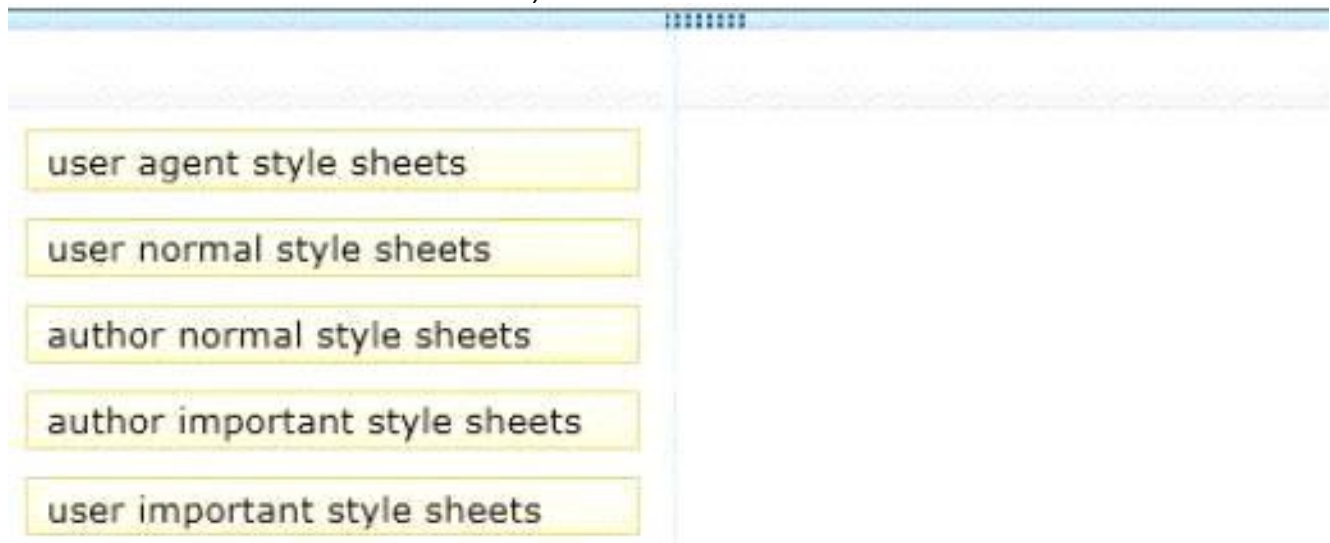 user agent style sheets
user normal style sheets
author normal style sheets
author important style sheets
user important style sheets